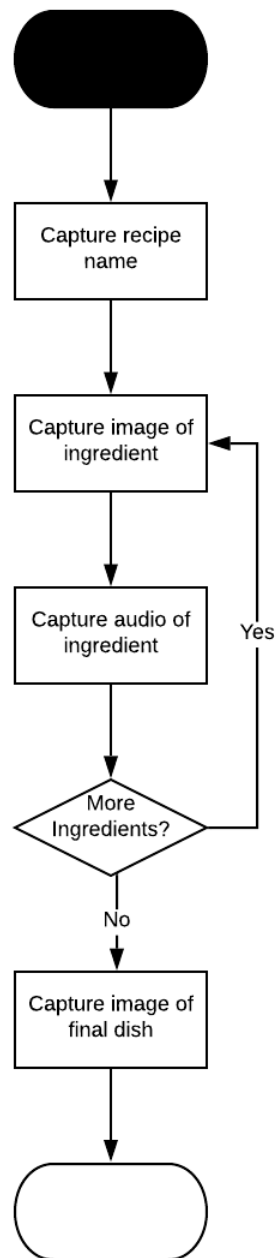 Capture recipe
name
Capture image of
ingredient
Capture audio of
ingredient
Yes
More
Ingredients?
No
Capture image of
final dish